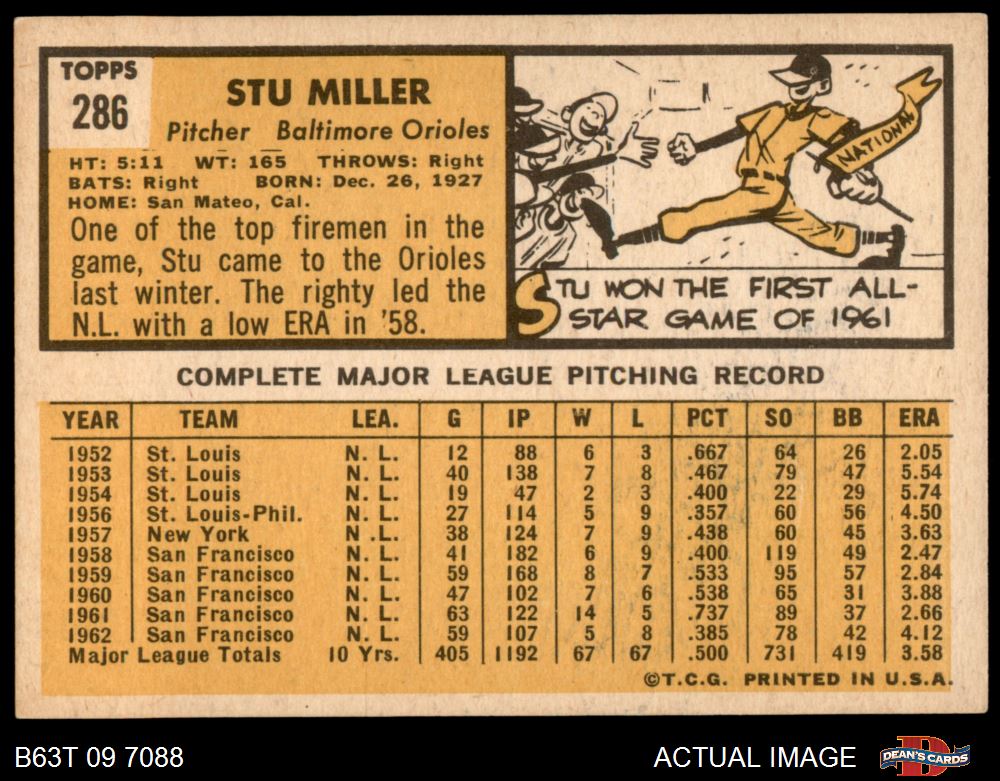 TOPPS
286
STU MILLER
Pitcher Baltimore Orioles
HT: 5:11 WT: 165 THROWS: Right
BATS: Right BORN: Dec. 26, 1927
HOME: San Mateo, Cal.
One of the top firemen in the
game, Stu came to the Orioles
last winter. The righty led the
N.L. with a low ERA in '58.
NATIONAL
STU WON THE FIRST ALL-
STAR GAME OF 1961
COMPLETE MAJOR LEAGUE PITCHING RECORD
YEAR TEAM LEA. G IP W L PCT SO BB ERA
1952 St. Louis N. L. 12 88 6 3 .667 64 26 2.05
1953 St. Louis N. L. 40 138 7 8 .467 79 47 5.54
1954 St. Louis N. L. 19 47 2 3 .400 22 29 5.74
1956 St. Louis-Phil. N. L. 27 114 5 9 .357 60 56 4.50
1957 New York N .L. 38 124 7 9 .438 60 45 3.63
1958 San Francisco N. L. 41 182 6 9 .400 119 49 2.47
1959 San Francisco N. L. 59 168 8 7 .533 95 57 2.84
1960 San Francisco N. L. 47 102 7 6 .538 65 31 3.88
1961 San Francisco N. L. 63 122 14 5 .737 89 37 2.66
1962 San Francisco N. L. 59 107 5 8 .385 78 42 4.12
Major League Totals 10 Yrs. 405 1192 67 67 .500 731 419 3.58
©T.C.G. PRINTED IN U.S.A.
B63T 09 7088
ACTUAL IMAGE
DEAN'S CARDS